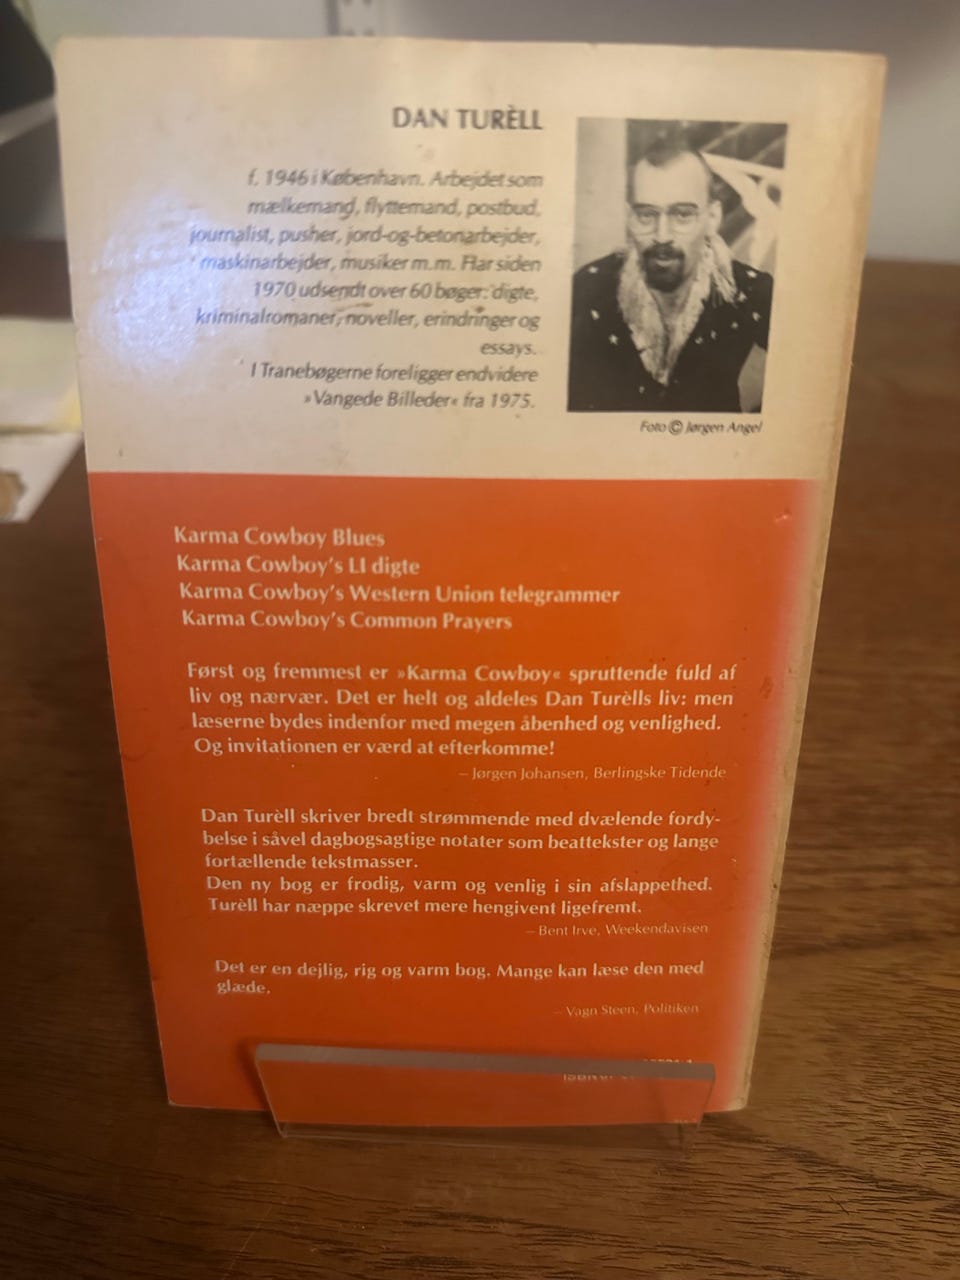 DAN TURÈLL
f. 1946 i København. Arbejdet som
mælkemand, flyttemand, postbud,
journalist, pusher, jord-og-betonarbejder,
maskinarbejder, musiker m.m. Har siden
1970 udsendt over 60 bøger: digte,
kriminalromaner, noveller, erindringer og
essays.
I Tranebøgerne foreligger endvidere
»Vangede Billeder« fra 1975.
Foto © Jørgen Angel
Karma Cowboy Blues
Karma Cowboy's LI digte
Karma Cowboy's Western Union telegrammer
Karma Cowboy's Common Prayers
Først og fremmest er »Karma Cowboy« spruttende fuld af
liv og nærvær. Det er helt og aldeles Dan Turèlls liv: men
læserne bydes indenfor med megen åbenhed og venlighed.
Og invitationen er værd at efterkomme!
– Jørgen Johansen, Berlingske Tidende
Dan Turèll skriver bredt strømmende med dvælende fordy-
belse i såvel dagbogsagtige notater som beattekster og lange
fortællende tekstmasser.
Den ny bog er frodig, varm og venlig i sin afslappethed.
Turèll har næppe skrevet mere hengivent ligefremt.
– Bent Irve, Weekendavisen
Det er en dejlig, rig og varm bog. Mange kan læse den med
glæde.
– Vagn Steen, Politiken
ISBN